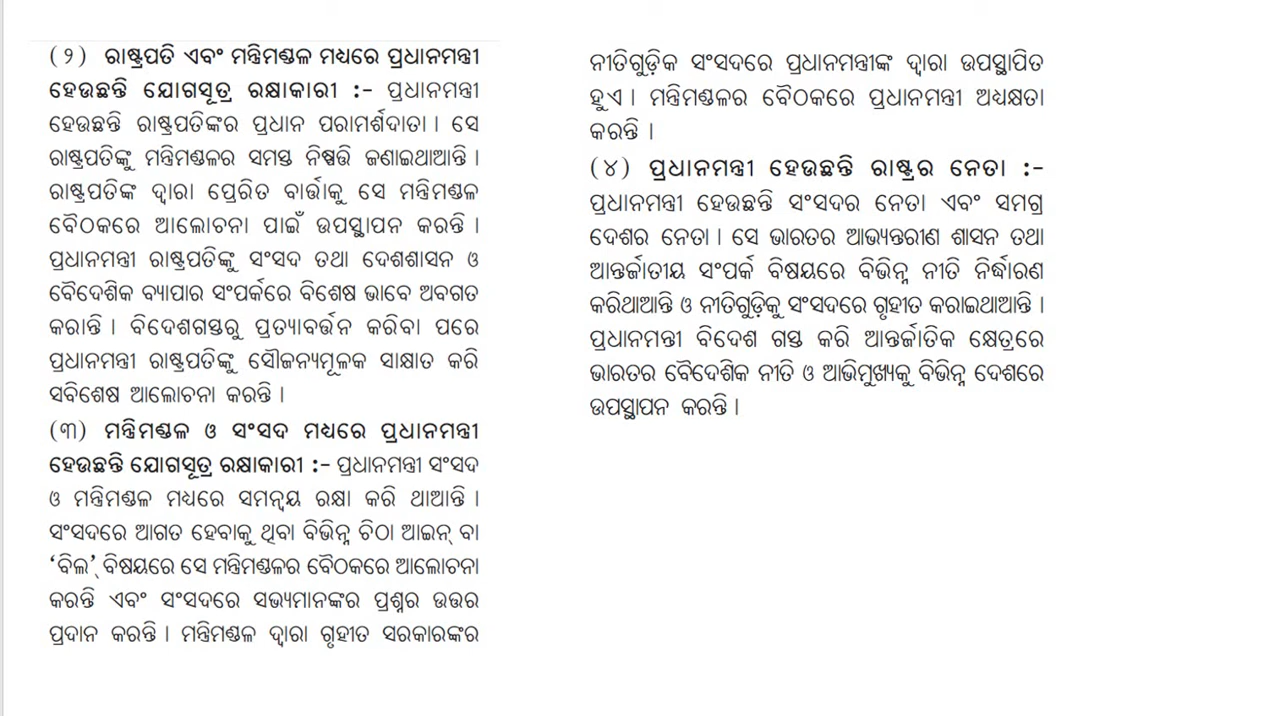 (୨) ରାଷ୍ଟ୍ରପତି ଏବଂ ମନ୍ତ୍ରିମଣ୍ଡଳ ମଧ୍ୟରେ ପ୍ରଧାନମନ୍ତ୍ରୀ
ହେଉଛନ୍ତି ଯୋଗସୂତ୍ର ରକ୍ଷାକାରୀ :- ପ୍ରଧାନମନ୍ତ୍ରୀ
ହେଉଛନ୍ତି ରାଷ୍ଟ୍ରପତିଙ୍କର ପ୍ରଧାନ ପରାମର୍ଶଦାତା । ସେ
ରାଷ୍ଟ୍ରପତିଙ୍କୁ ମନ୍ତ୍ରିମଣ୍ଡଳର ସମସ୍ତ ନିଷ୍ପତ୍ତି ଜଣାଇଥାଆନ୍ତି ।
ରାଷ୍ଟ୍ରପତିଙ୍କ ଦ୍ୱାରା ପ୍ରେରିତ ବାର୍ତ୍ତାକୁ ସେ ମନ୍ତ୍ରିମଣ୍ଡଳ
ବୈଠକରେ ଆଲୋଚନା ପାଇଁ ଉପସ୍ଥାପନ କରନ୍ତି ।
ପ୍ରଧାନମନ୍ତ୍ରୀ ରାଷ୍ଟ୍ରପତିଙ୍କୁ ସଂସଦ ତଥା ଦେଶଶାସନ ଓ
ବୈଦେଶିକ ବ୍ୟାପାର ସଂପର୍କରେ ବିଶେଷ ଭାବେ ଅବଗତ
କରାନ୍ତି । ବିଦେଶଗସ୍ତରୁ ପ୍ରତ୍ୟାବର୍ତ୍ତନ କରିବା ପରେ
ପ୍ରଧାନମନ୍ତ୍ରୀ ରାଷ୍ଟ୍ରପତିଙ୍କୁ ସୌଜନ୍ୟମୂଳକ ସାକ୍ଷାତ କରି
ସବିଶେଷ ଆଲୋଚନା କରନ୍ତି ।
(୩) ମନ୍ତ୍ରିମଣ୍ଡଳ ଓ ସଂସଦ ମଧ୍ୟରେ ପ୍ରଧାନମନ୍ତ୍ରୀ
ହେଉଛନ୍ତି ଯୋଗସୂତ୍ର ରକ୍ଷାକାରୀ :- ପ୍ରଧାନମନ୍ତ୍ରୀ ସଂସଦ
ଓ ମନ୍ତ୍ରିମଣ୍ଡଳ ମଧ୍ୟରେ ସମନ୍ୱୟ ରକ୍ଷା କରି ଥାଆନ୍ତି ।
ସଂସଦରେ ଆଗତ ହେବାକୁ ଥିବା ବିଭିନ୍ନ ଚିଠା ଆଇନ୍ ବା
‘ବିଲ’୍ ବିଷୟରେ ସେ ମନ୍ତ୍ରିମଣ୍ଡଳର ବୈଠକରେ ଆଲୋଚନା
କରନ୍ତି ଏବଂ ସଂସଦରେ ସଭ୍ୟମାନଙ୍କର ପ୍ରଶ୍ନର ଉତ୍ତର
ପ୍ରଦାନ କରନ୍ତି । ମନ୍ତ୍ରିମଣ୍ଡଳ ଦ୍ୱାରା ଗୃହୀତ ସରକାରଙ୍କର
ନୀତିଗୁଡ଼ିକ ସଂସଦରେ ପ୍ରଧାନମନ୍ତ୍ରୀଙ୍କ ଦ୍ୱାରା ଉପସ୍ଥାପିତ
ହୁଏ । ମନ୍ତ୍ରିମଣ୍ଡଳର ବୈଠକରେ ପ୍ରଧାନମନ୍ତ୍ରୀ ଅଧ୍ୟକ୍ଷତା
କରନ୍ତି ।
(୪) ପ୍ରଧାନମନ୍ତ୍ରୀ ହେଉଛନ୍ତି ରାଷ୍ଟ୍ରର ନେତା :-
ପ୍ରଧାନମନ୍ତ୍ରୀ ହେଉଛନ୍ତି ସଂସଦର ନେତା ଏବଂ ସମଗ୍ର
ଦେଶର ନେତା । ସେ ଭାରତର ଆଭ୍ୟନ୍ତରୀଣ ଶାସନ ତଥା
ଆନ୍ତର୍ଜାତୀୟ ସଂପର୍କ ବିଷୟରେ ବିଭିନ୍ନ ନୀତି ନିର୍ଦ୍ଧାରଣ
କରିଥାଆନ୍ତି ଓ ନୀତିଗୁଡ଼ିକୁ ସଂସଦରେ ଗୃହୀତ କରାଇଥାଆନ୍ତି ।
ପ୍ରଧାନମନ୍ତୀ ବିଦେଶ ଗସ୍ତ କରି ଆନ୍ତର୍ଜାତିକ କ୍ଷେତ୍ରରେ
ଭାରତର ବୈଦେଶିକ ନୀତି ଓ ଆଭିମୁଖ୍ୟକୁ ବିଭିନ୍ନ ଦେଶରେ
ଉପସ୍ଥାପନ କରନ୍ତି ।